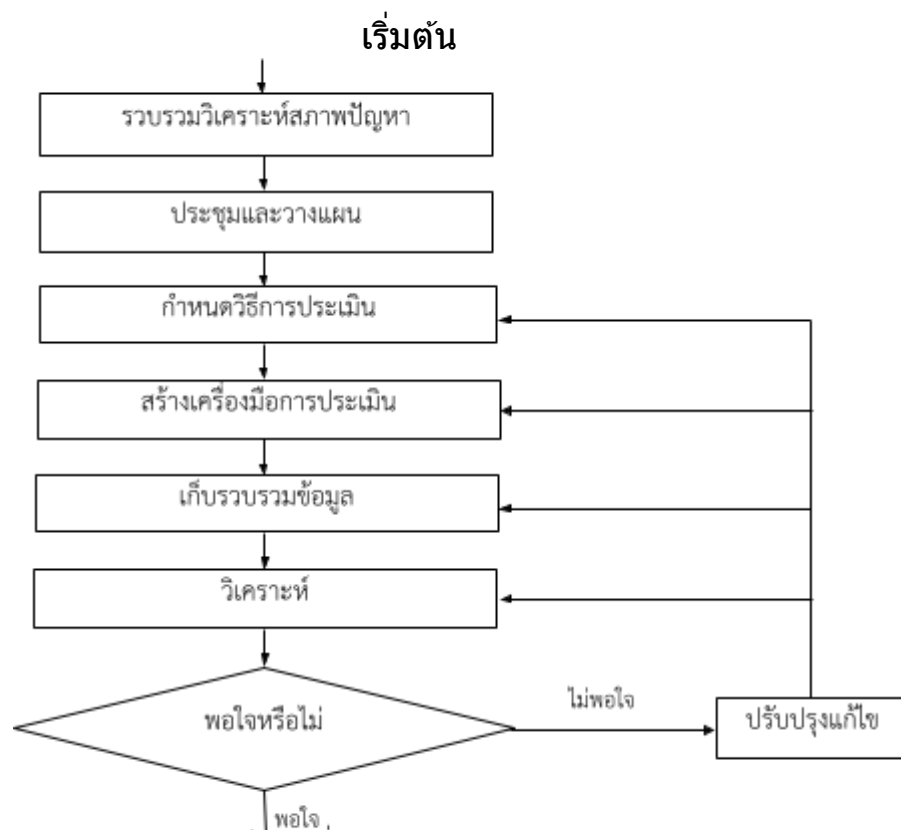 เริ่มต้น
รวบรวมวิเคราะห์สภาพปัญหา
ประชุมและวางแผน
กำหนดวิธีการประเมิน
สร้างเครื่องมือการประเมิน
เก็บรวบรวมข้อมูล
วิเคราะห์
พอใจหรือไม่
ไม่พอใจ
ปรับปรุงแก้ไข
พอใจ